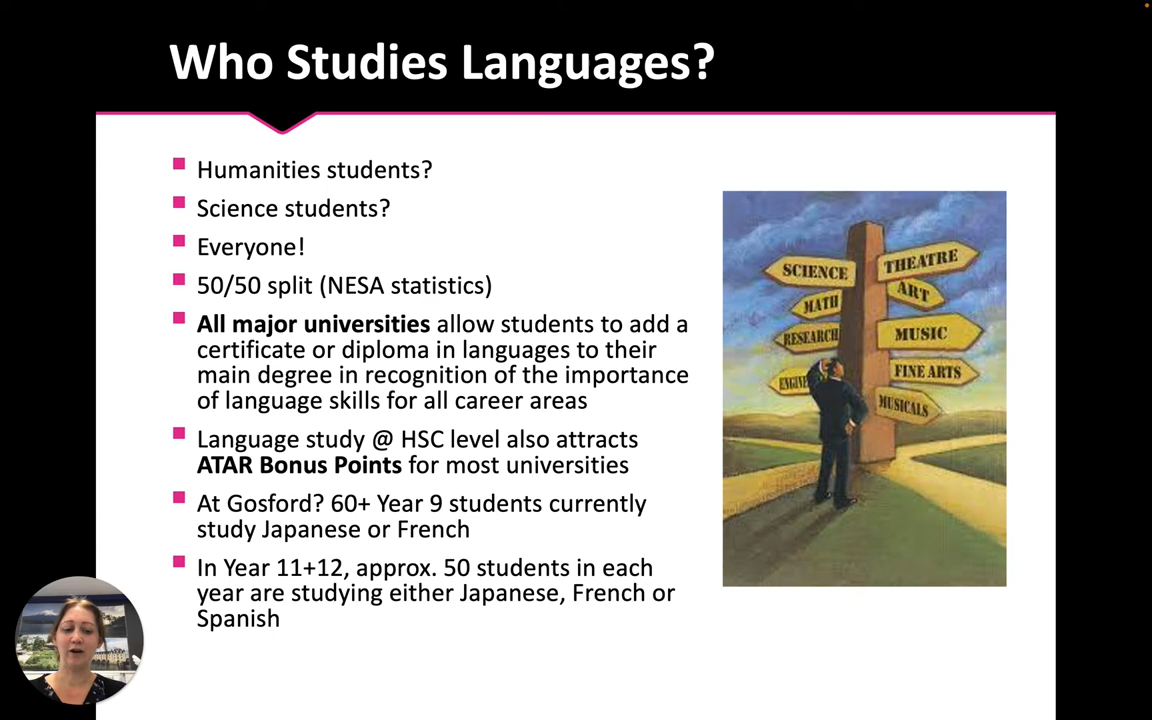 Who Studies Languages?
Humanities students?
Science students?
Everyone!
50/50 split (NESA statistics)
All major universities allow students to add a
certificate or diploma in languages to their
main degree in recognition of the importance
of language skills for all career areas
Language study @ HSC level also attracts
ATAR Bonus Points for most universities
At Gosford? 60+ Year 9 students currently
study Japanese or French
In Year 11+12, approx. 50 students in each
year are studying either Japanese, French or
Spanish
SCIENCE
MATH
RESEARCH
ENGINE
THEATRE
ART
MUSIC
FINE ARTS
MUSICALS